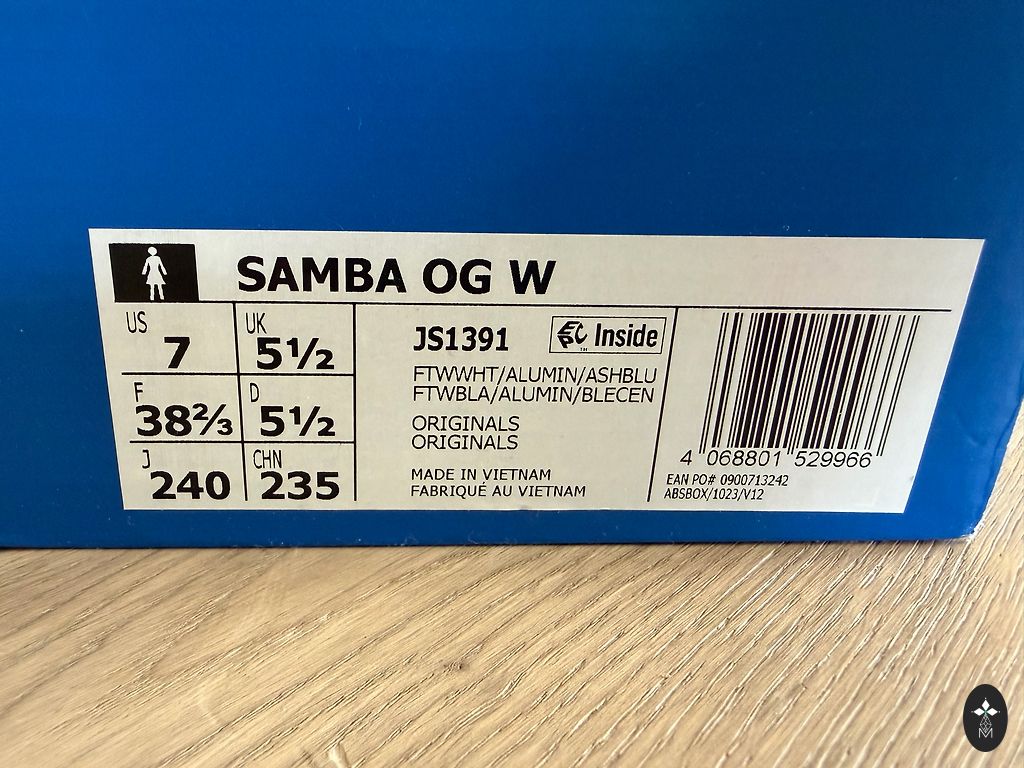 SAMBA OG W
US
7
UK
5½
F
38⅔
D
5½
J
240
CHN
235
JS1391
EPC Inside
TM
FTWWHT/ALUMIN/ASHBLU
FTWBLA/ALUMIN/BLECEN
ORIGINALS
ORIGINALS
MADE IN VIETNAM
FABRIQUÉ AU VIETNAM
4 068801 529966
EAN PO# 0900713242
ABSBOX/1023/V12
M